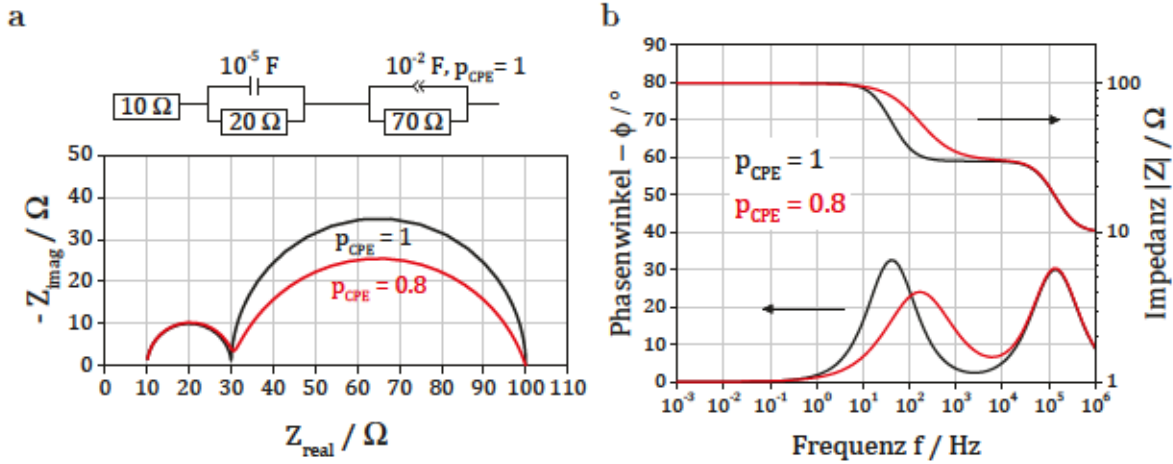 a
10⁻⁵ F
10⁻² F, p_CPE = 1
10 Ω
20 Ω
70 Ω
- Z_imag / Ω
50
40
30
20
10
0
p_CPE = 1
p_CPE = 0.8
0 10 20 30 40 50 60 70 80 90 100 110
Z_real / Ω
b
Phasenwinkel – ϕ / °
90
80
70
60
50
40
30
20
10
0
p_CPE = 1
p_CPE = 0.8
100
10
1
Impedanz |Z| / Ω
10⁻³ 10⁻² 10⁻¹ 10⁰ 10¹ 10² 10³ 10⁴ 10⁵ 10⁶
Frequenz f / Hz